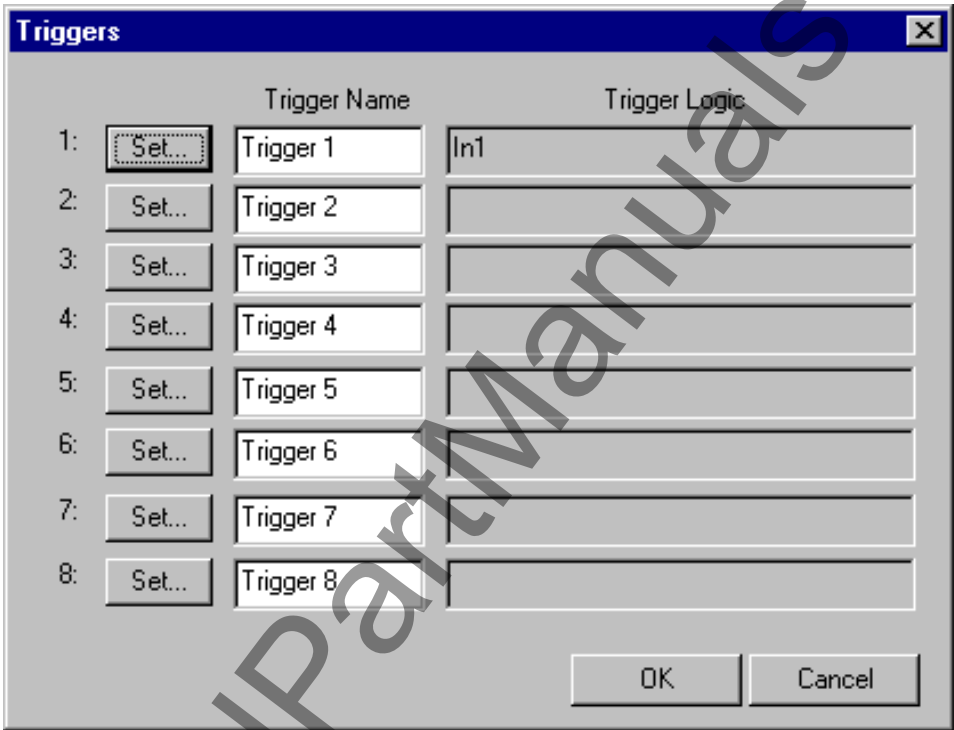 Triggers
Trigger Name Trigger Logic
1: Set... Trigger 1 In1
2: Set... Trigger 2
3: Set... Trigger 3
4: Set... Trigger 4
5: Set... Trigger 5
6: Set... Trigger 6
7: Set... Trigger 7
8: Set... Trigger 8
OK Cancel
lPartManuals